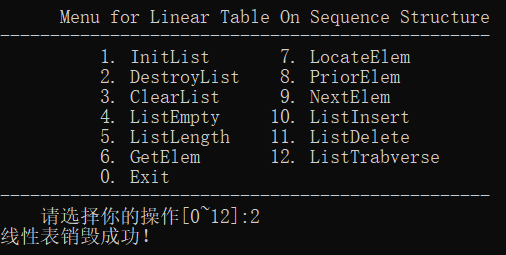 Menu for Linear Table On Sequence Structure
-------------------------------------------------
1. InitList 7. LocateElem
2. DestroyList 8. PriorElem
3. ClearList 9. NextElem
4. ListEmpty 10. ListInsert
5. ListLength 11. ListDelete
6. GetElem 12. ListTrabverse
0. Exit
-------------------------------------------------
请选择你的操作[0~12]:2
线性表销毁成功!